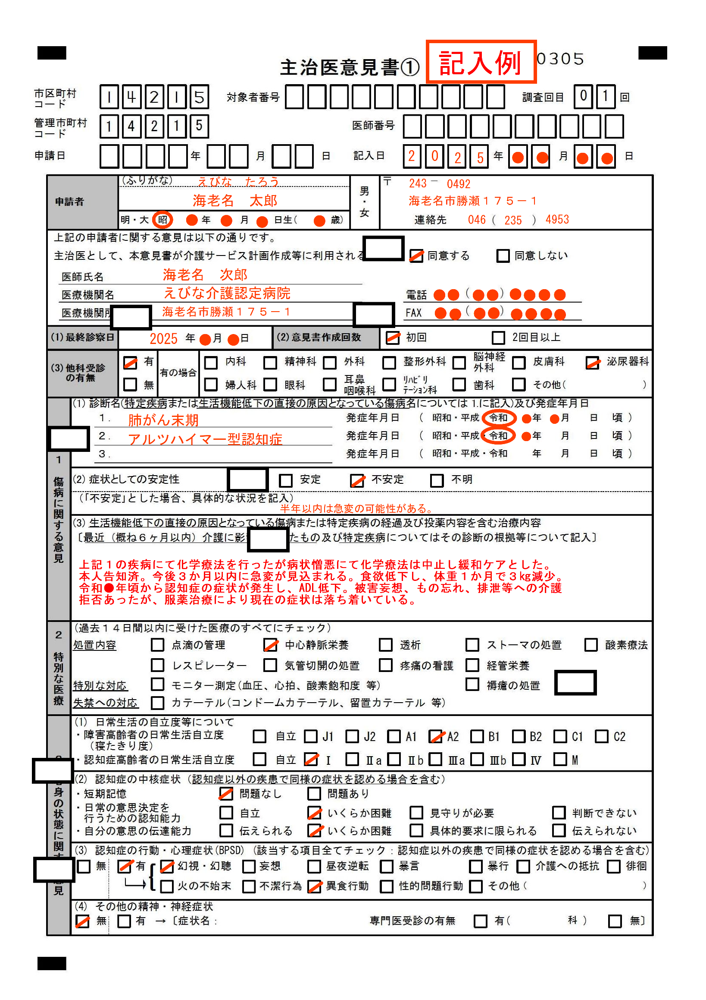 主治医意見書① 記入例 0305
市区町村コード 1 4 2 1 5 対象者番号 調査回目 0 1 回
管理市町村コード 1 4 2 1 5 医師番号
申請日 年 月 日 記入日 2 0 2 5 年 ● ● 月 ● ● 日
申請者
(ふりがな) えびな たろう
海老名 太郎
明・大 昭 ● 年 ● 月 ● 日生( ● 歳)
男・女
〒 243 － 0492
海老名市勝瀬１７５－１
連絡先 046 ( 235 ) 4953
上記の申請者に関する意見は以下の通りです。
主治医として、本意見書が介護サービス計画作成等に利用される 同意する 同意しない
医師氏名 海老名 次郎
医療機関名 えびな介護認定病院 電話 ●●(●●)●●●●
医療機関 海老名市勝瀬１７５－１ FAX ●●(●●)●●●●
(1)最終診察日 2025 年 ●月 ●日 (2)意見書作成回数 初回 2回目以上
(3)他科受診の有無 有 無 有の場合
内科 精神科 外科 整形外科 脳神経外科 皮膚科 泌尿器科
婦人科 眼科 耳鼻咽喉科 ﾘﾊﾋﾞﾘﾃｰｼｮﾝ科 歯科 その他( )
1 傷病に関する意見
(1) 診断名(特定疾病または生活機能低下の直接の原因となっている傷病名については 1.に記入)及び発症年月日
1. 肺がん末期 発症年月日 ( 昭和・平成 令和 ●年 ●月 日 頃 )
2. アルツハイマー型認知症 発症年月日 ( 昭和・平成・令和 ●年 月 日 頃 )
3. 発症年月日 ( 昭和・平成・令和 年 月 日 頃 )
(2) 症状としての安定性 安定 不安定 不明
(「不安定」とした場合、具体的な状況を記入)
半年以内は急変の可能性がある。
(3) 生活機能低下の直接の原因となっている傷病または特定疾病の経過及び投薬内容を含む治療内容
〔最近（概ね６ヶ月以内）介護に影 たもの及び特定疾病についてはその診断の根拠等について記入〕
上記１の疾病にて化学療法を行ったが病状憎悪にて化学療法は中止し緩和ケアとした。
本人告知済。今後３か月以内に急変が見込まれる。食欲低下し、体重１か月で３kg減少。
令和●年頃から認知症の症状が発生し、ADL低下。被害妄想、もの忘れ、排泄等への介護
拒否あったが、服薬治療により現在の症状は落ち着いている。
2 特別な医療
(過去１４日間以内に受けた医療のすべてにチェック)
処置内容 点滴の管理 中心静脈栄養 透析 ストーマの処置 酸素療法
レスピレーター 気管切開の処置 疼痛の看護 経管栄養
特別な対応 モニター測定(血圧、心拍、酸素飽和度 等) 褥瘡の処置
失禁への対応 カテーテル(コンドームカテーテル、留置カテーテル 等)
身の状態に関 見
(1) 日常生活の自立度等について
・障害高齢者の日常生活自立度 自立 J1 J2 A1 A2 B1 B2 C1 C2
（寝たきり度）
・認知症高齢者の日常生活自立度 自立 Ⅰ Ⅱa Ⅱb Ⅲa Ⅲb Ⅳ M
(2) 認知症の中核症状（認知症以外の疾患で同様の症状を認める場合を含む）
・短期記憶 問題なし 問題あり
・日常の意思決定を
行うための認知能力 自立 いくらか困難 見守りが必要 判断できない
・自分の意思の伝達能力 伝えられる いくらか困難 具体的要求に限られる 伝えられない
(3) 認知症の行動・心理症状(BPSD)（該当する項目全てチェック：認知症以外の疾患で同様の症状を認める場合を含む）
無 有 { 幻視・幻聴 妄想 昼夜逆転 暴言 暴行 介護への抵抗 徘徊
火の不始末 不潔行為 異食行動 性的問題行動 その他( )
(4) その他の精神・神経症状
無 有 → 〔症状名： 専門医受診の有無 有( 科 ) 無〕